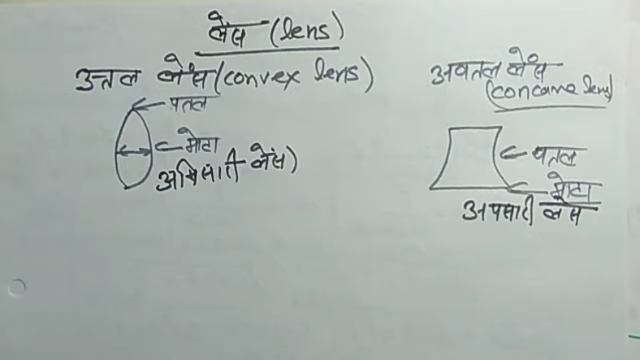 लेंस (lens)
उत्तल लेंस (convex lens)
पतल
मोटा
अभिसारी लेंस)
अवतल लेंस
(concave lens)
पतल
मोटा
अपसारी लेंस